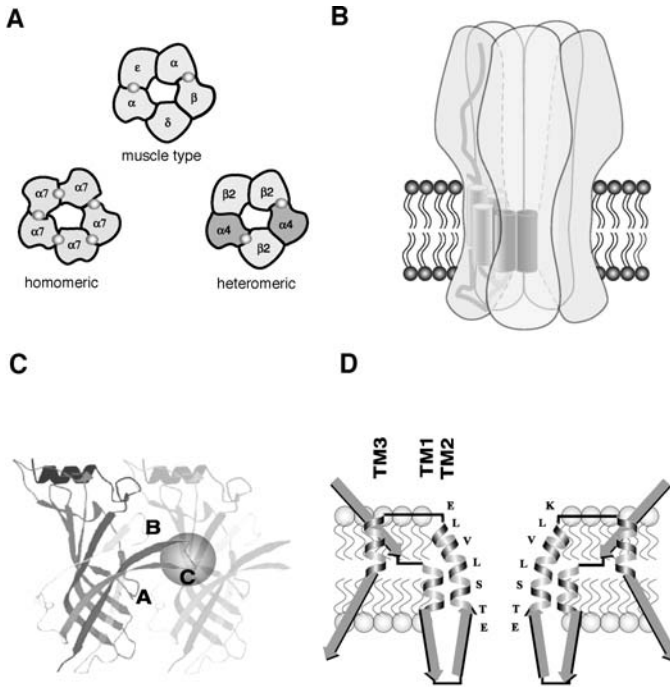 A
ε α
α β
δ
muscle type
α7 α7
α7 α7
α7
homomeric
β2 β2
α4 α4
β2
heteromeric
B
C
B
C
A
D
TM3
TM1
TM2
E
L
V
L
S
T
E
K
L
V
L
S
T
E